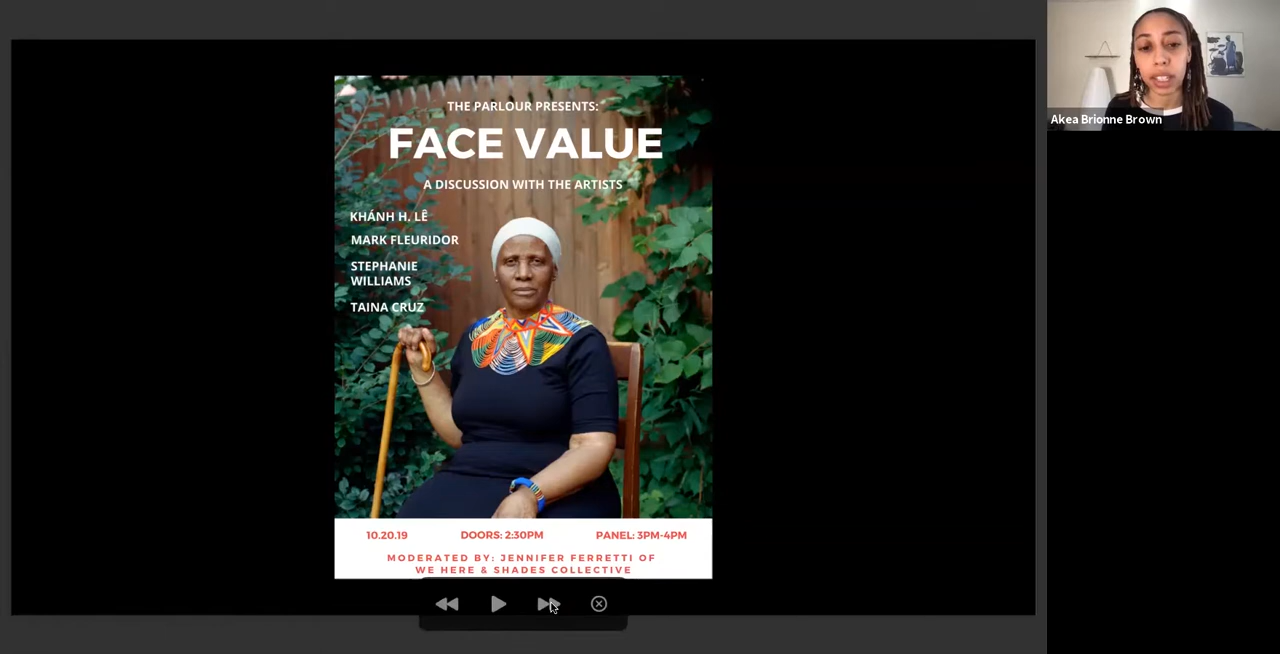 THE PARLOUR PRESENTS:
FACE VALUE
A DISCUSSION WITH THE ARTISTS
KHÁNH H. LÊ
MARK FLEURIDOR
STEPHANIE
WILLIAMS
TAINA CRUZ
10.20.19 DOORS: 2:30PM PANEL: 3PM-4PM
MODERATED BY: JENNIFER FERRETTI OF
WE HERE & SHADES COLLECTIVE
Akea Brionne Brown